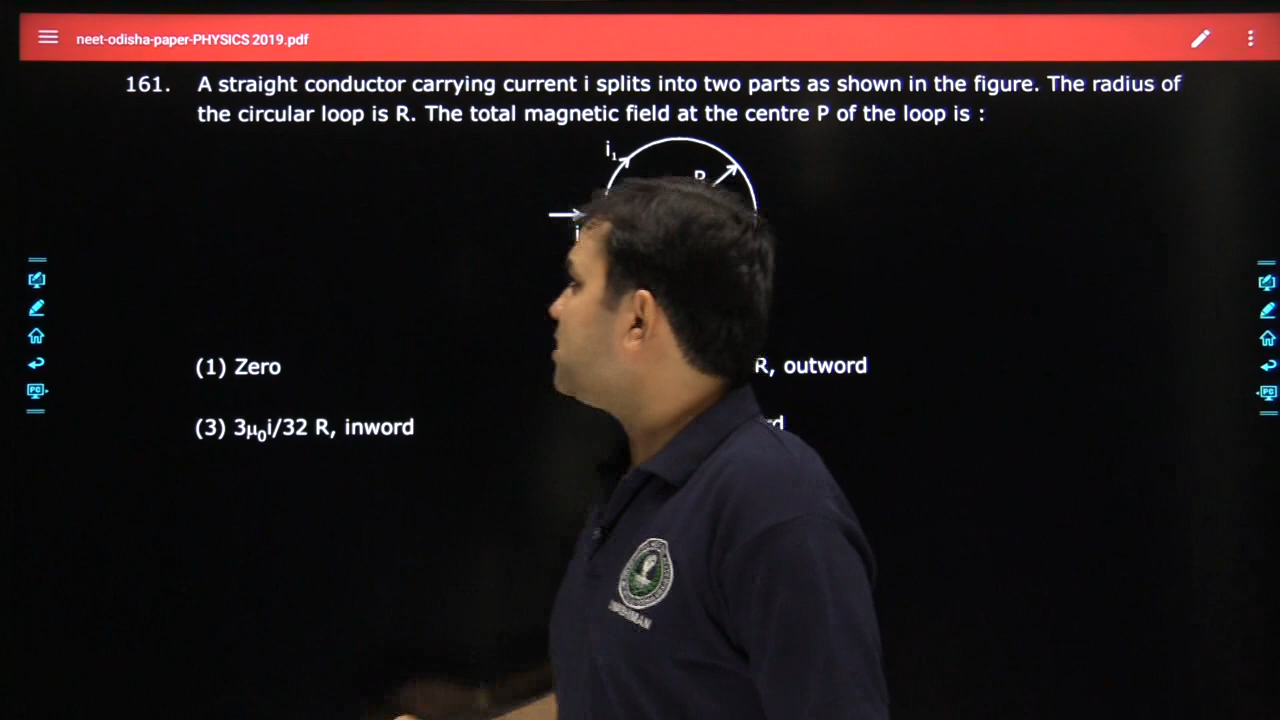 neet-odisha-paper-PHYSICS 2019.pdf
161. A straight conductor carrying current i splits into two parts as shown in the figure. The radius of
the circular loop is R. The total magnetic field at the centre P of the loop is :
i₁
i
(1) Zero
R, outword
(3) 3μ₀i/32 R, inword
PC
PC